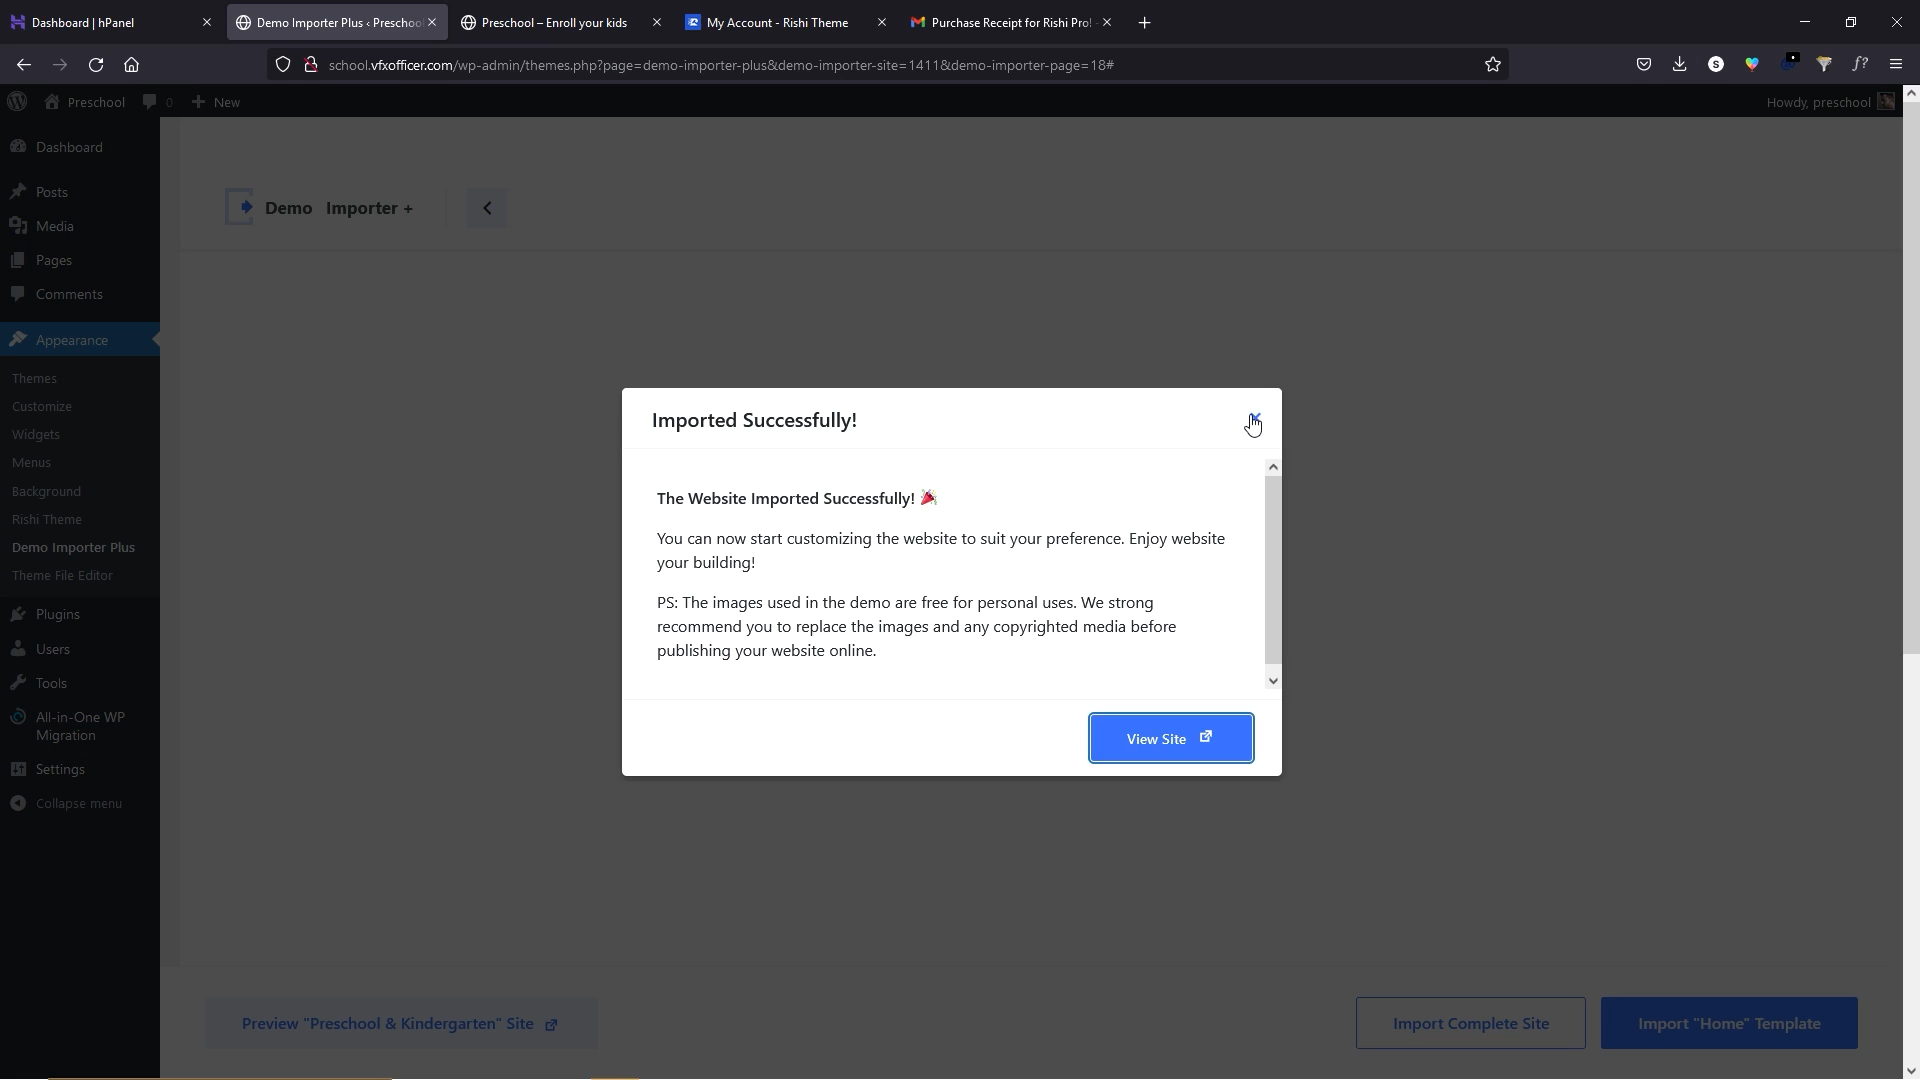 Dashboard | hPanel
Demo Importer Plus ‹ Preschool
Preschool – Enroll your kids
My Account - Rishi Theme
Purchase Receipt for Rishi Pro! -
school.vfxofficer.com/wp-admin/themes.php?page=demo-importer-plus&demo-importer-site=1411&demo-importer-page=18#
Preschool
0
New
Howdy, preschool
Dashboard
Posts
Media
Pages
Comments
Appearance
Themes
Customize
Widgets
Menus
Background
Rishi Theme
Demo Importer Plus
Theme File Editor
Plugins
Users
Tools
All-in-One WP
Migration
Settings
Collapse menu
Demo Importer +
Imported Successfully!
The Website Imported Successfully! 🎉
You can now start customizing the website to suit your preference. Enjoy website
your building!
PS: The images used in the demo are free for personal uses. We strong
recommend you to replace the images and any copyrighted media before
publishing your website online.
View Site
Preview "Preschool & Kindergarten" Site
Import Complete Site
Import "Home" Template